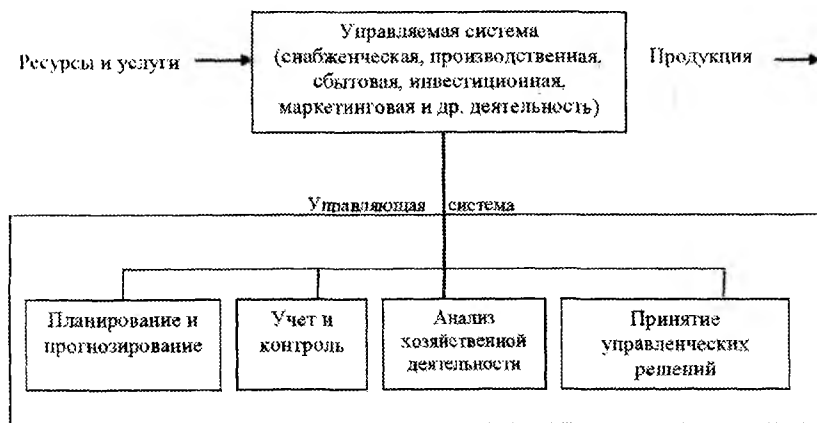 Ресурсы и услуги
Управляемая система
(снабженческая, производственная,
сбытовая, инвестиционная,
маркетинговая и др. деятельность)
Продукция
Управляющая система
Планирование и
прогнозирование
Учет и
контроль
Анализ
хозяйственной
деятельности
Принятие
управленческих
решений